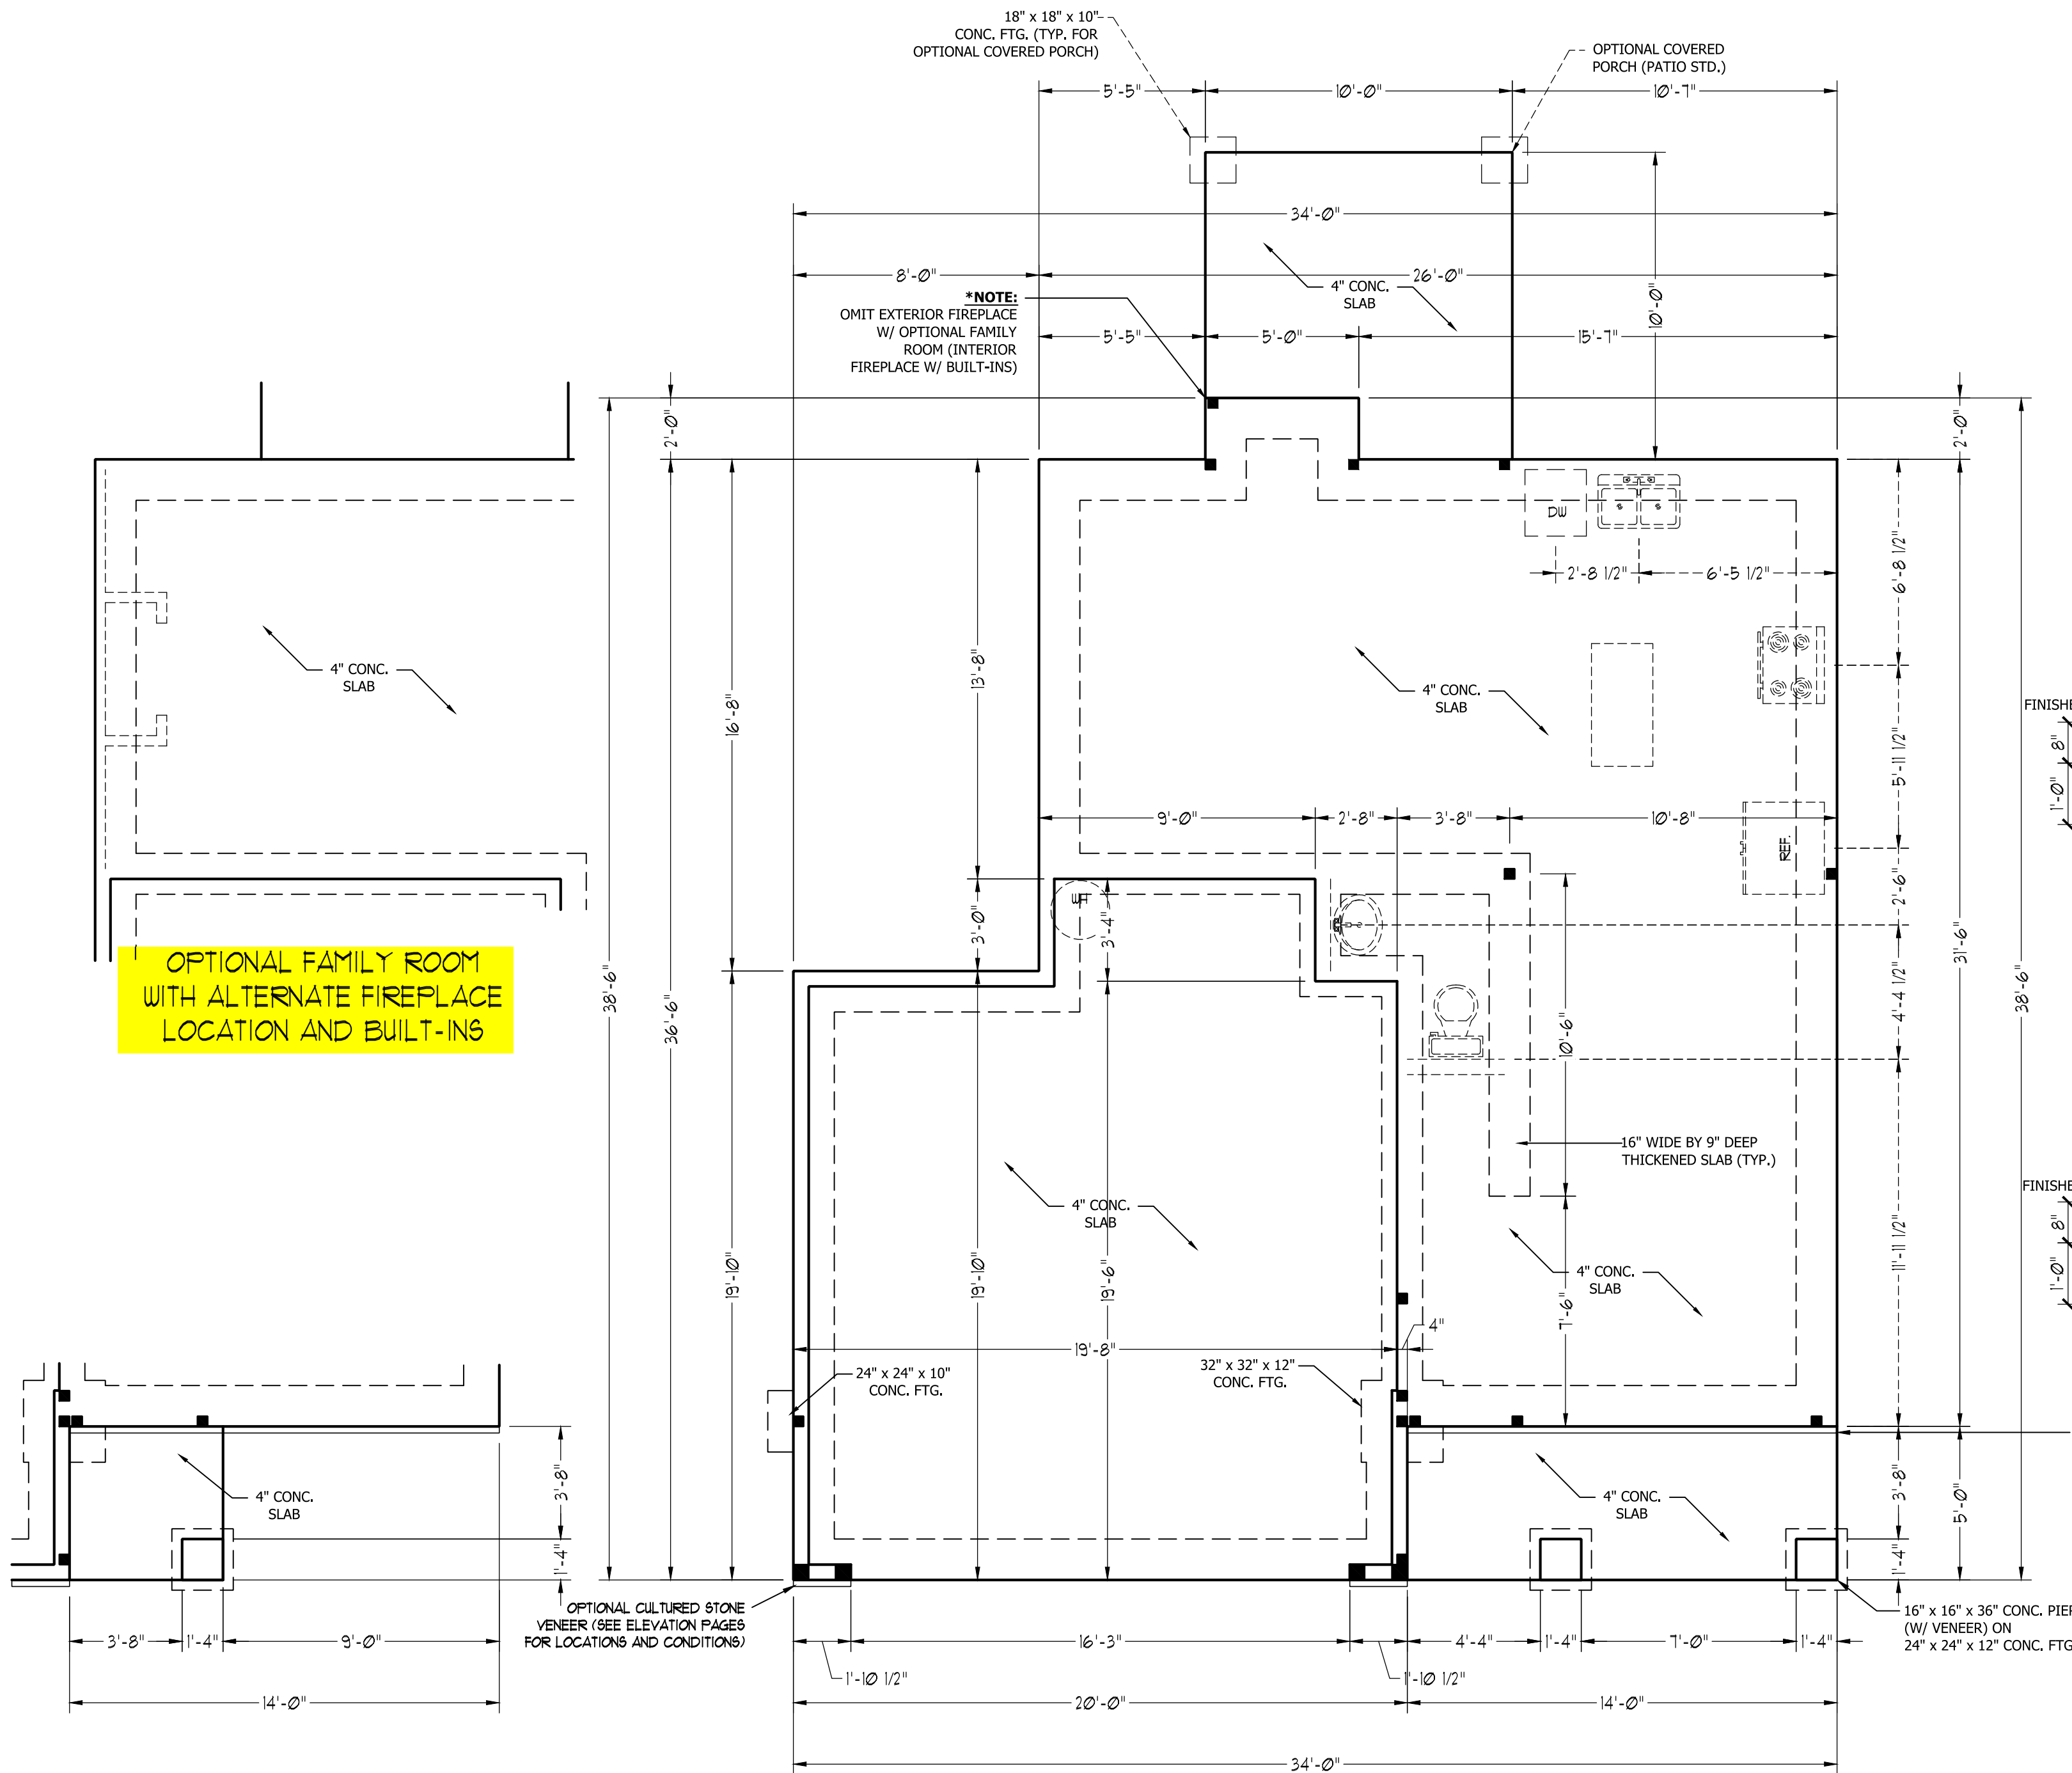 18" x 18" x 10"
CONC. FTG. (TYP. FOR
OPTIONAL COVERED PORCH)
OPTIONAL COVERED
PORCH (PATIO STD.)
5'-5"
10'-0"
10'-7"
34'-0"
8'-0"
26'-0"
4" CONC.
SLAB
10'-0"
*NOTE:
OMIT EXTERIOR FIREPLACE
W/ OPTIONAL FAMILY
ROOM (INTERIOR
FIREPLACE W/ BUILT-INS)
5'-5"
5'-0"
15'-7"
2'-0"
2'-0"
DW
2'-8 1/2"
6'-5 1/2"
6'-8 1/2"
4" CONC.
SLAB
13'-8"
16'-8"
4" CONC.
SLAB
5'-11 1/2"
FINISHE
8"
1'-0"
9'-0"
2'-8"
3'-8"
10'-8"
REF.
2'-6"
WH
3'-0"
3'-4"
31'-6"
38'-6"
36'-6"
38'-6"
4'-4 1/2"
10'-6"
OPTIONAL FAMILY ROOM
WITH ALTERNATE FIREPLACE
LOCATION AND BUILT-INS
16" WIDE BY 9" DEEP
THICKENED SLAB (TYP.)
4" CONC.
SLAB
FINISHE
8"
1'-0"
11'-11 1/2"
19'-10"
19'-10"
19'-6"
4" CONC.
SLAB
7'-6"
4"
19'-8"
24" x 24" x 10"
CONC. FTG.
32" x 32" x 12"
CONC. FTG.
3'-8"
4" CONC.
SLAB
1'-4"
4" CONC.
SLAB
3'-8"
5'-0"
1'-4"
OPTIONAL CULTURED STONE
VENEER (SEE ELEVATION PAGES
FOR LOCATIONS AND CONDITIONS)
16" x 16" x 36" CONC. PIER
(W/ VENEER) ON
24" x 24" x 12" CONC. FTG
3'-8"
1'-4"
9'-0"
16'-3"
4'-4"
1'-4"
7'-0"
1'-4"
1'-10 1/2"
1'-10 1/2"
14'-0"
20'-0"
14'-0"
34'-0"